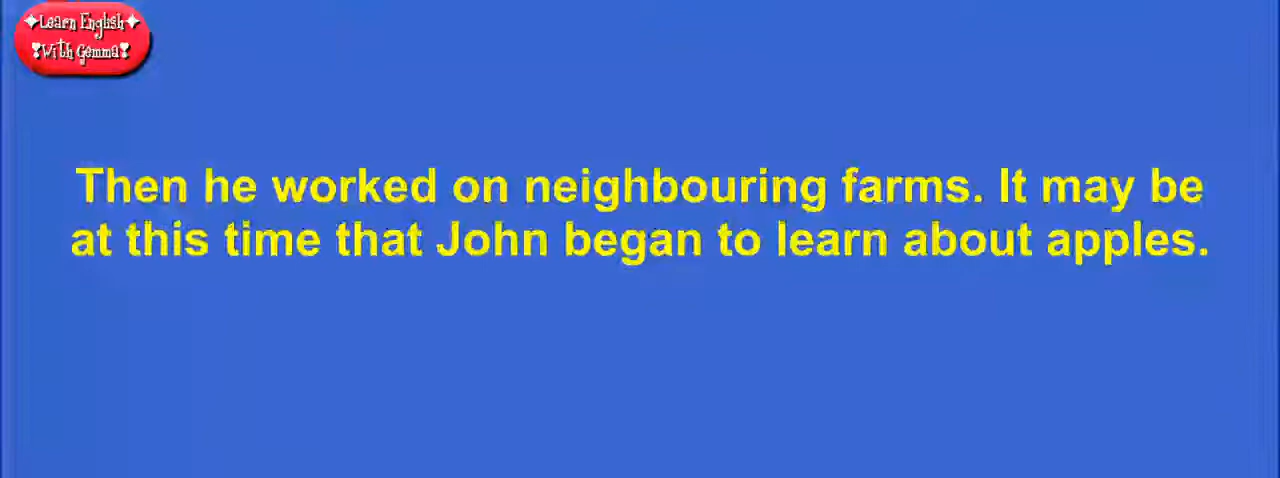 Learn English
With Gemma
Then he worked on neighbouring farms. It may be
at this time that John began to learn about apples.